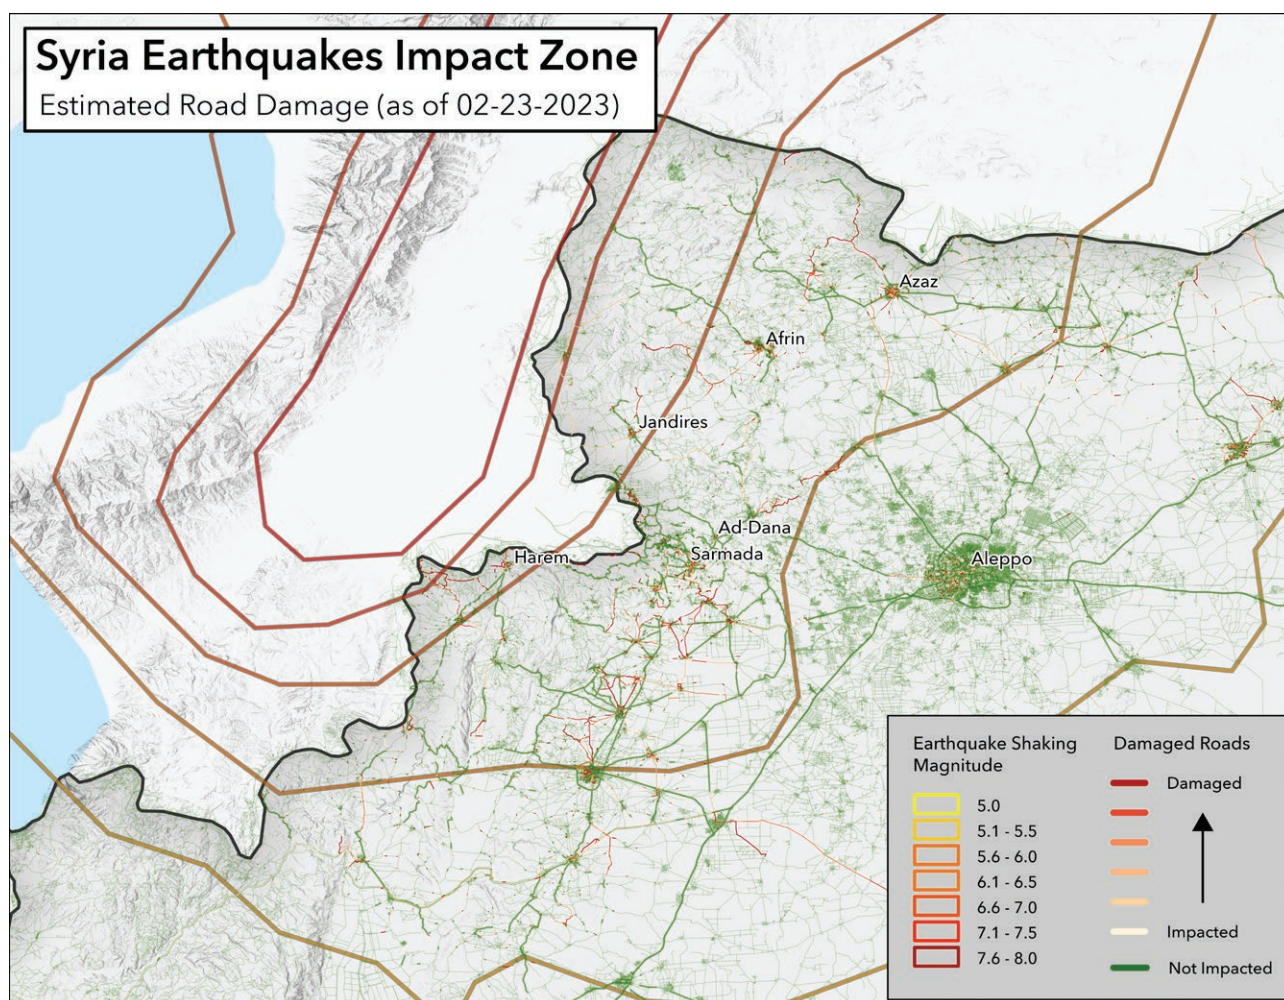 Syria Earthquakes Impact Zone
Estimated Road Damage (as of 02-23-2023)
Azaz
Afrin
Jandires
Ad-Dana
Sarmada
Harem
Aleppo
Earthquake Shaking
Magnitude
5.0
5.1 - 5.5
5.6 - 6.0
6.1 - 6.5
6.6 - 7.0
7.1 - 7.5
7.6 - 8.0
Damaged Roads
Damaged
Impacted
Not Impacted